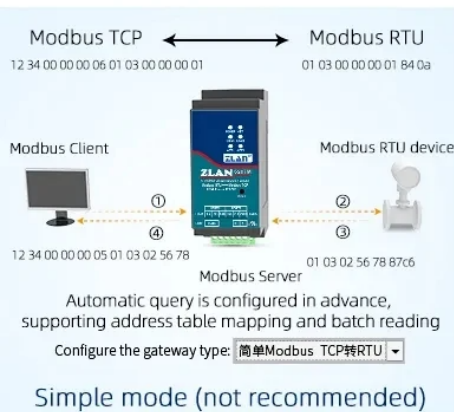 Modbus TCP
Modbus RTU
12 34 00 00 00 06 01 03 00 00 00 01
01 03 00 00 00 01 84 0a
ZLAN
ZLAN
Modbus Client
Modbus RTU device
①
②
④
③
12 34 00 00 00 05 01 03 02 56 78
01 03 02 56 78 87c6
Modbus Server
Automatic query is configured in advance,
supporting address table mapping and batch reading
Configure the gateway type: 简单Modbus TCP转RTU
Simple mode (not recommended)